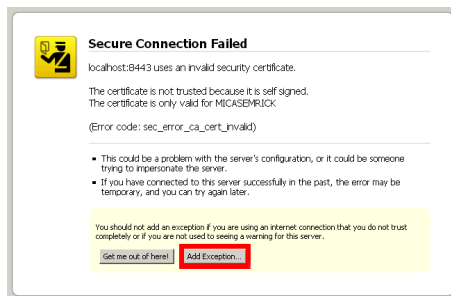 Secure Connection Failed
localhost:8443 uses an invalid security certificate.
The certificate is not trusted because it is self signed.
The certificate is only valid for MICASEMRICK
(Error code: sec_error_ca_cert_invalid)
▪ This could be a problem with the server's configuration, or it could be someone
trying to impersonate the server.
▪ If you have connected to this server successfully in the past, the error may be
temporary, and you can try again later.
You should not add an exception if you are using an internet connection that you do not trust
completely or if you are not used to seeing a warning for this server.
Get me out of here!
Add Exception...